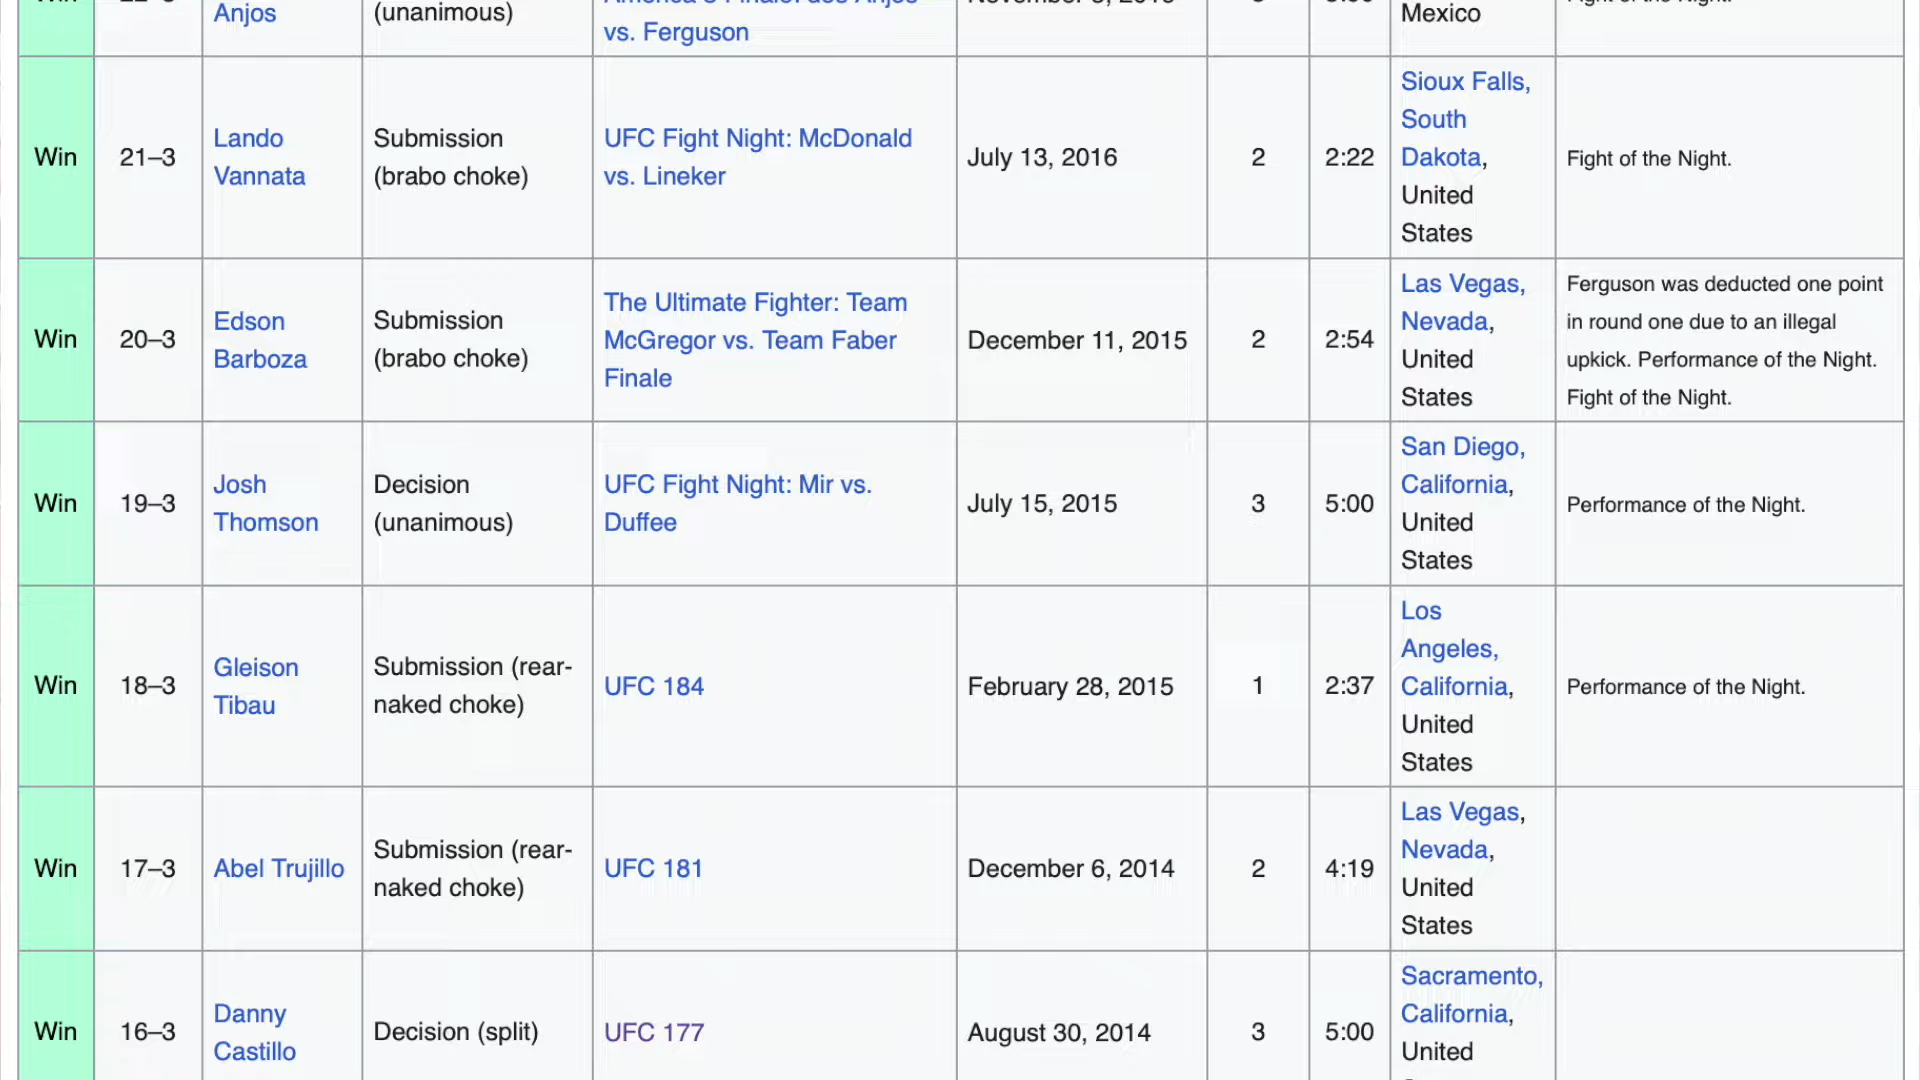 Anjos
(unanimous)
vs. Ferguson
Mexico
Win
21–3
Lando
Vannata
Submission
(brabo choke)
UFC Fight Night: McDonald
vs. Lineker
July 13, 2016
2
2:22
Sioux Falls,
South
Dakota,
United
States
Fight of the Night.
Win
20–3
Edson
Barboza
Submission
(brabo choke)
The Ultimate Fighter: Team
McGregor vs. Team Faber
Finale
December 11, 2015
2
2:54
Las Vegas,
Nevada,
United
States
Ferguson was deducted one point
in round one due to an illegal
upkick. Performance of the Night.
Fight of the Night.
Win
19–3
Josh
Thomson
Decision
(unanimous)
UFC Fight Night: Mir vs.
Duffee
July 15, 2015
3
5:00
San Diego,
California,
United
States
Performance of the Night.
Win
18–3
Gleison
Tibau
Submission (rear-
naked choke)
UFC 184
February 28, 2015
1
2:37
Los
Angeles,
California,
United
States
Performance of the Night.
Win
17–3
Abel Trujillo
Submission (rear-
naked choke)
UFC 181
December 6, 2014
2
4:19
Las Vegas,
Nevada,
United
States
Win
16–3
Danny
Castillo
Decision (split)
UFC 177
August 30, 2014
3
5:00
Sacramento,
California,
United